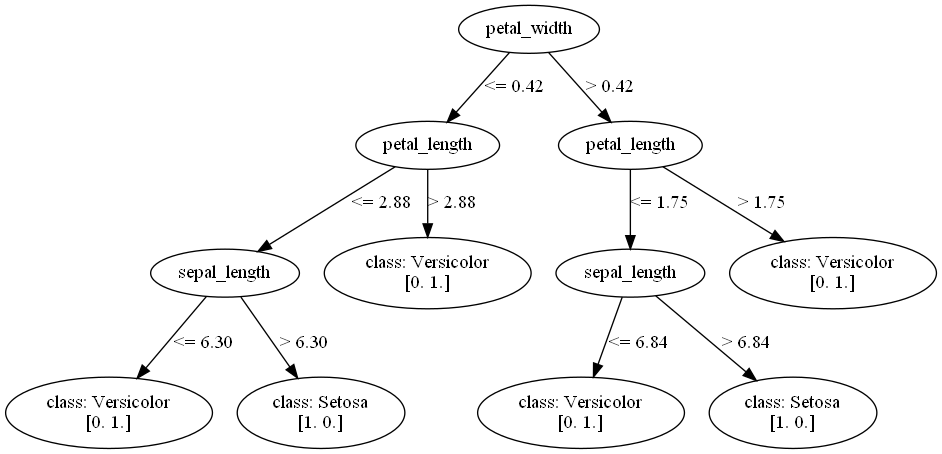 petal_width
<= 0.42
> 0.42
petal_length
petal_length
<= 2.88
> 2.88
<= 1.75
> 1.75
sepal_length
class: Versicolor
[0. 1.]
sepal_length
class: Versicolor
[0. 1.]
<= 6.30
> 6.30
<= 6.84
> 6.84
class: Versicolor
[0. 1.]
class: Setosa
[1. 0.]
class: Versicolor
[0. 1.]
class: Setosa
[1. 0.]